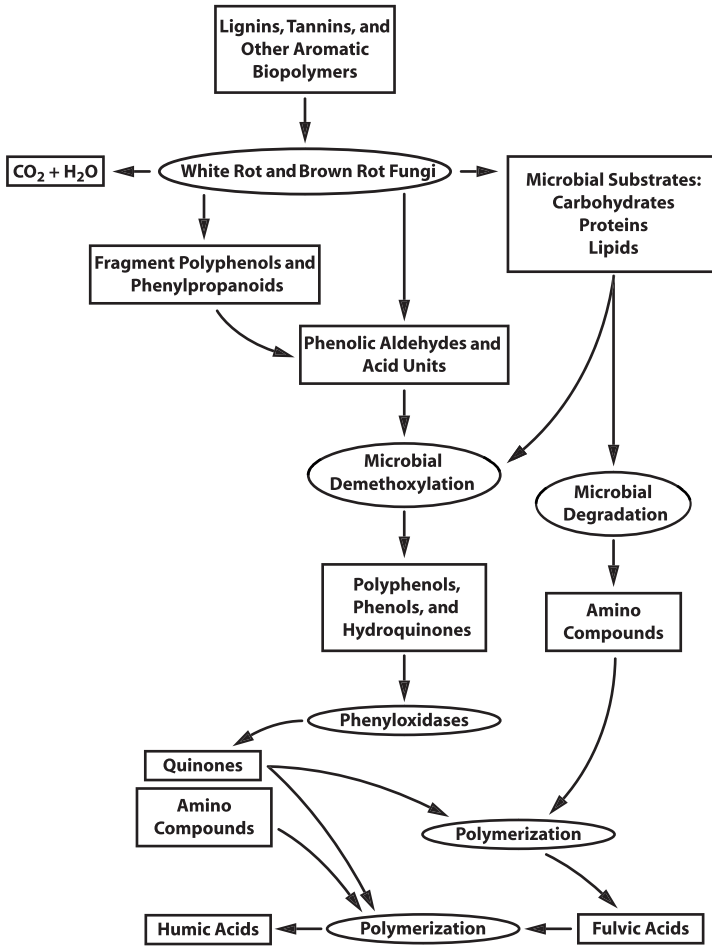 Lignins, Tannins, and
Other Aromatic
Biopolymers
CO₂ + H₂O
White Rot and Brown Rot Fungi
Microbial Substrates:
Carbohydrates
Proteins
Lipids
Fragment Polyphenols and
Phenylpropanoids
Phenolic Aldehydes and
Acid Units
Microbial
Demethoxylation
Microbial
Degradation
Polyphenols,
Phenols, and
Hydroquinones
Amino
Compounds
Phenyloxidases
Quinones
Amino
Compounds
Polymerization
Humic Acids
Polymerization
Fulvic Acids